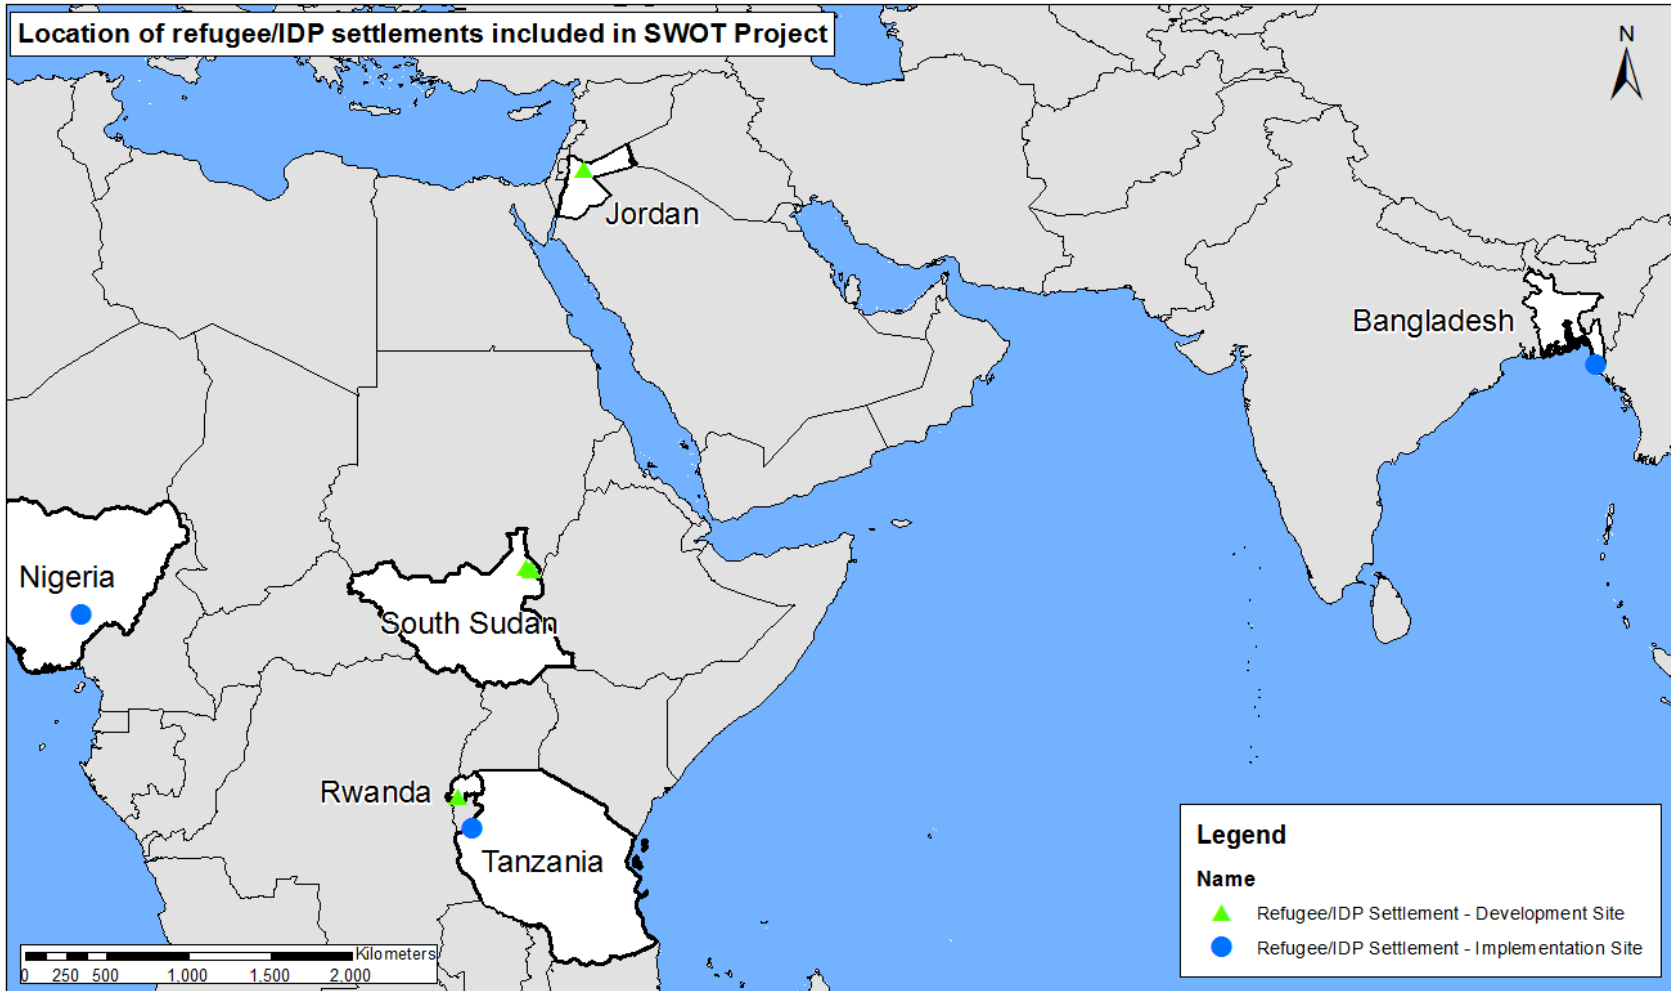 Location of refugee/IDP settlements included in SWOT Project
N
Jordan
Bangladesh
Nigeria
South Sudan
Rwanda
Tanzania
Legend
Name
Refugee/IDP Settlement - Development Site
Refugee/IDP Settlement - Implementation Site
Kilometers
0 250 500 1,000 1,500 2,000